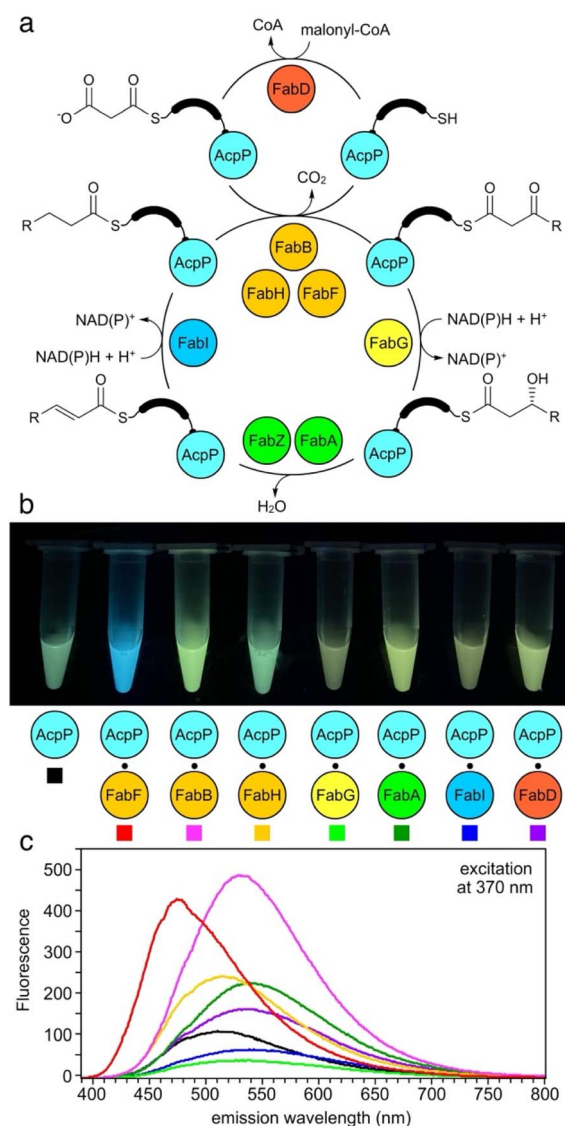 a
CoA malonyl-CoA
FabD
O O
⁻O S SH
AcpP AcpP
CO₂
O O O
R S S R
FabB
AcpP AcpP
FabH FabF
NAD(P)⁺ NAD(P)H + H⁺
FabI FabG
NAD(P)H + H⁺ NAD(P)⁺
O O OH
R S S R
FabZ FabA
AcpP AcpP
H₂O
b
AcpP AcpP AcpP AcpP AcpP AcpP AcpP AcpP
FabF FabB FabH FabG FabA FabI FabD
c
500
400
300
200
100
0
Fluorescence
excitation
at 370 nm
390 450 500 550 600 650 700 750 800
emission wavelength (nm)